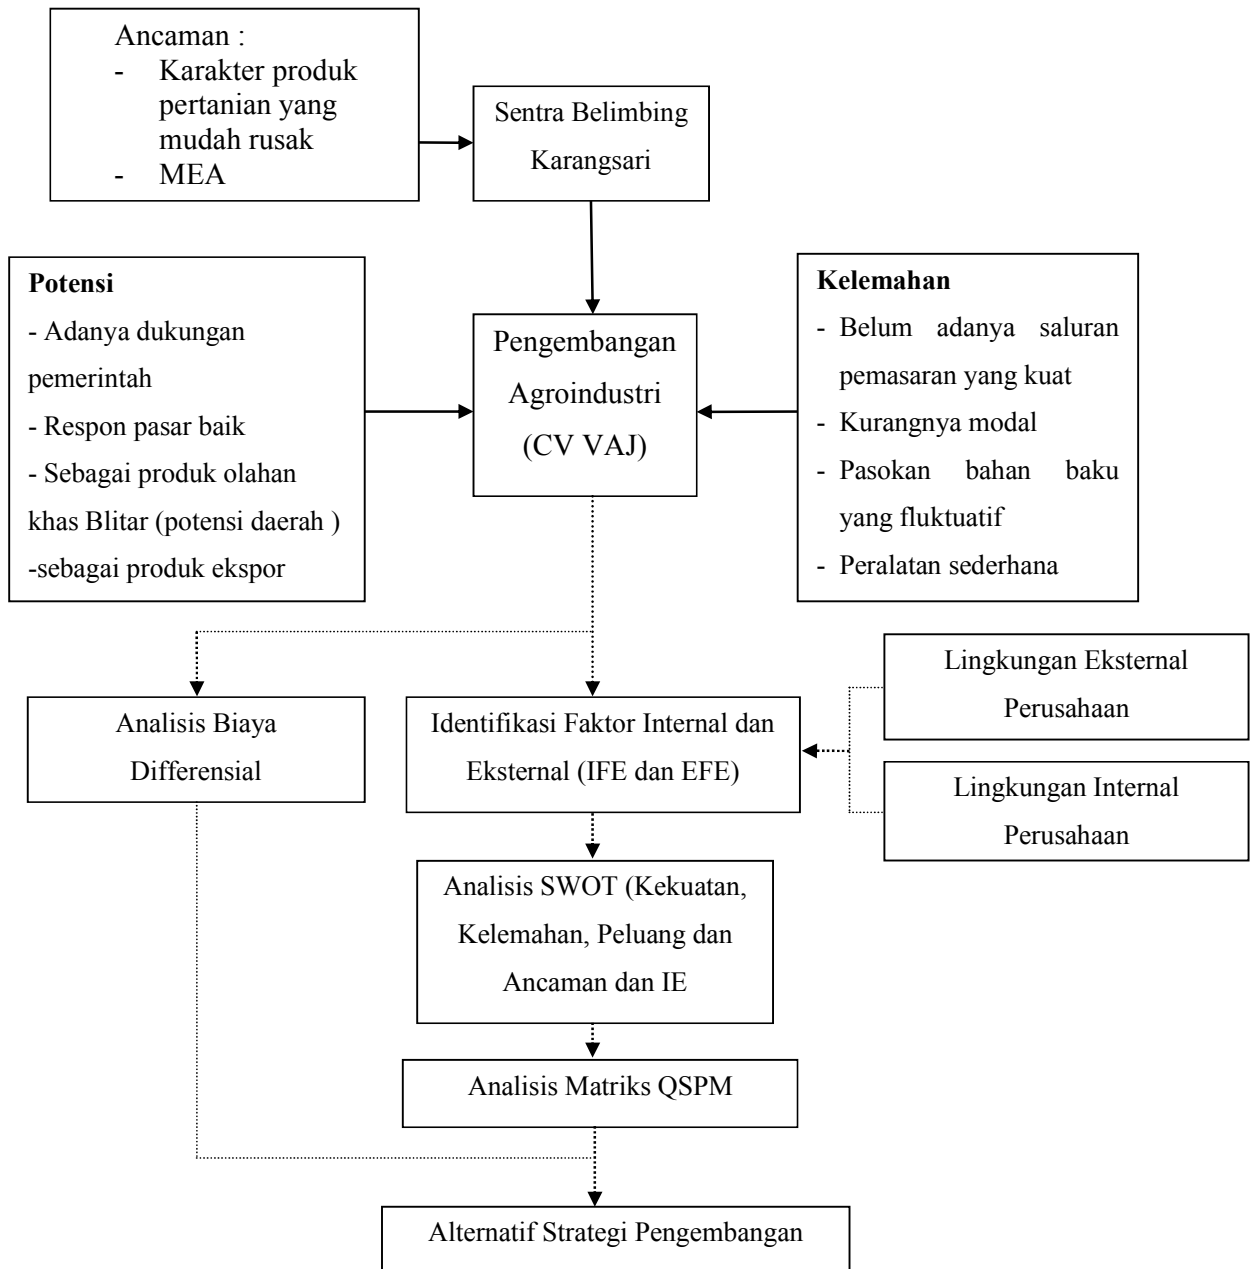 Ancaman :
- Karakter produk
pertanian yang
mudah rusak
- MEA
Sentra Belimbing
Karangsari
Potensi
- Adanya dukungan
pemerintah
- Respon pasar baik
- Sebagai produk olahan
khas Blitar (potensi daerah )
-sebagai produk ekspor
Pengembangan
Agroindustri
(CV VAJ)
Kelemahan
- Belum adanya saluran
pemasaran yang kuat
- Kurangnya modal
- Pasokan bahan baku
yang fluktuatif
- Peralatan sederhana
Analisis Biaya
Differensial
Identifikasi Faktor Internal dan
Eksternal (IFE dan EFE)
Lingkungan Eksternal
Perusahaan
Lingkungan Internal
Perusahaan
Analisis SWOT (Kekuatan,
Kelemahan, Peluang dan
Ancaman dan IE
Analisis Matriks QSPM
Alternatif Strategi Pengembangan